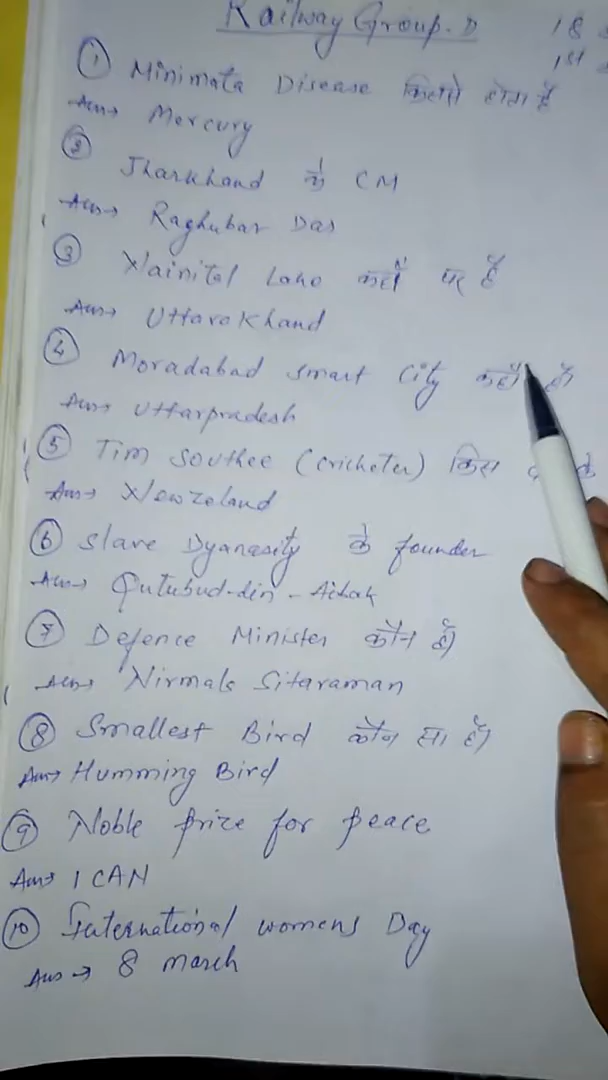 Railway Group.D
18
1st
① Minimata Disease किससे होता है
Ans→ Mercury
② Jharkhand के CM
Ans→ Raghubar Das
③ Nainital Lake कहाँ पर है
Ans→ Uttarakhand
④ Moradabad smart City कहाँ है
Ans→ Uttarpradesh
⑤ Tim Southee (cricketer) किस
Ans→ Newzeland
⑥ Slave Dyanasity के founder
Ans→ Qutubud-din-Aibak
⑦ Defence Minister कौन है
Ans→ Nirmala Sitaraman
⑧ Smallest Bird कौन सा है
Ans→ Humming Bird
⑨ Noble prize for peace
Ans→ ICAN
⑩ International womens Day
Ans→ 8 march